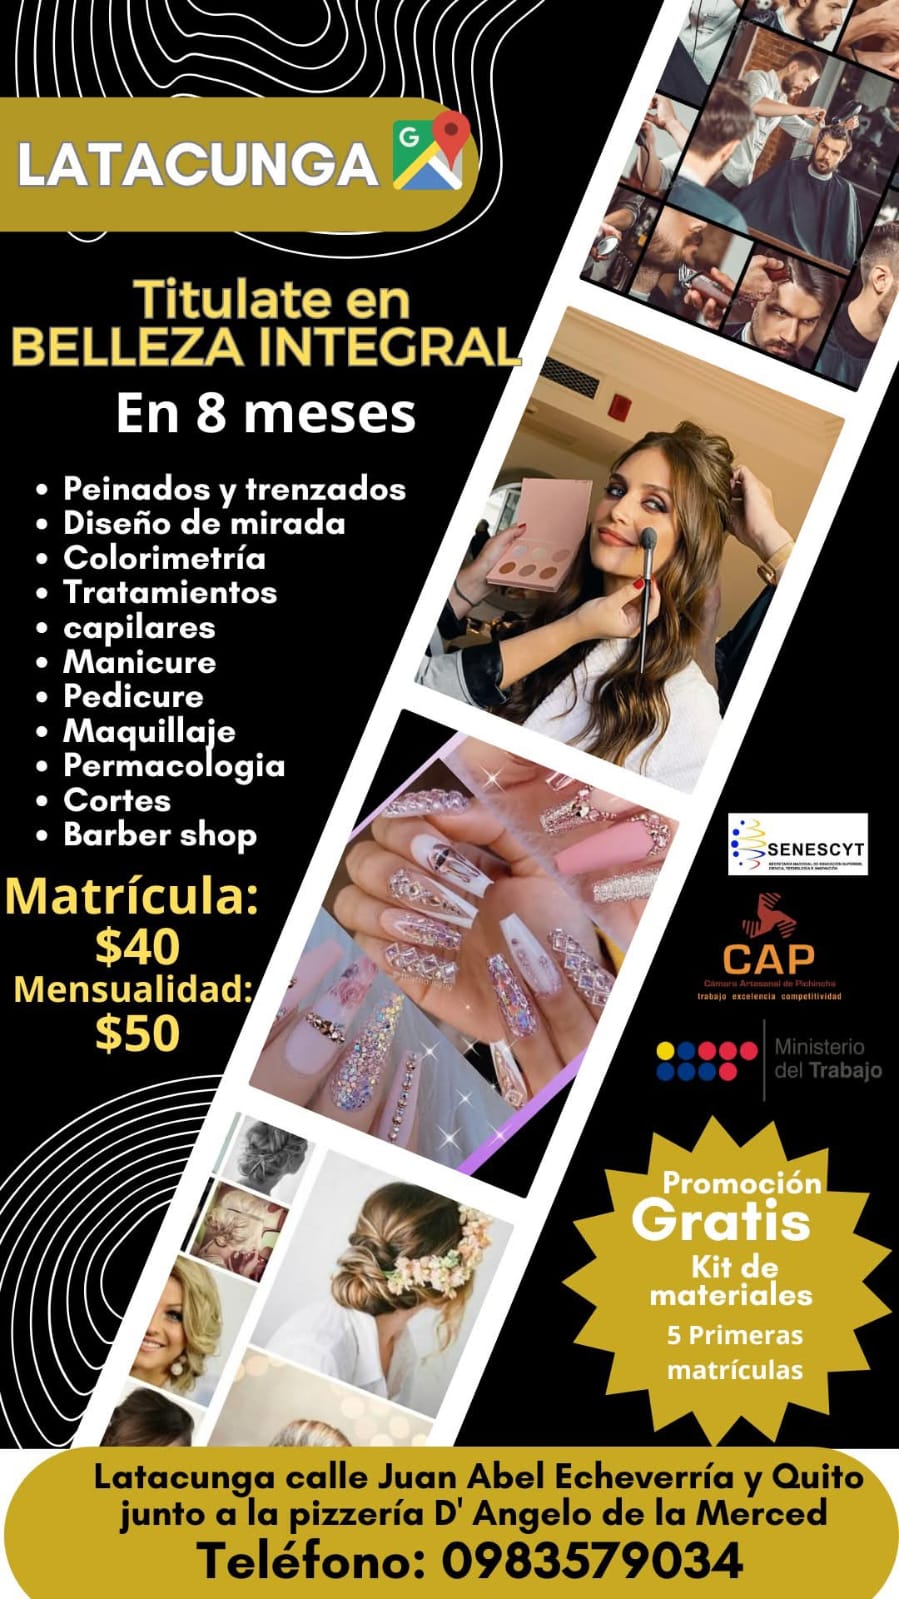 LATACUNGA
G
Titulate en
BELLEZA INTEGRAL
En 8 meses
• Peinados y trenzados
• Diseño de mirada
• Colorimetría
• Tratamientos
• capilares
• Manicure
• Pedicure
• Maquillaje
• Permacologia
• Cortes
• Barber shop
Matrícula:
$40
Mensualidad:
$50
SENESCYT
CAP
Cámara Artesanal de Pichincha
trabajo excelencia competitividad
Ministerio
del Trabajo
Promoción
Gratis
Kit de
materiales
5 Primeras
matrículas
Latacunga calle Juan Abel Echeverría y Quito
junto a la pizzería D' Angelo de la Merced
Teléfono: 0983579034